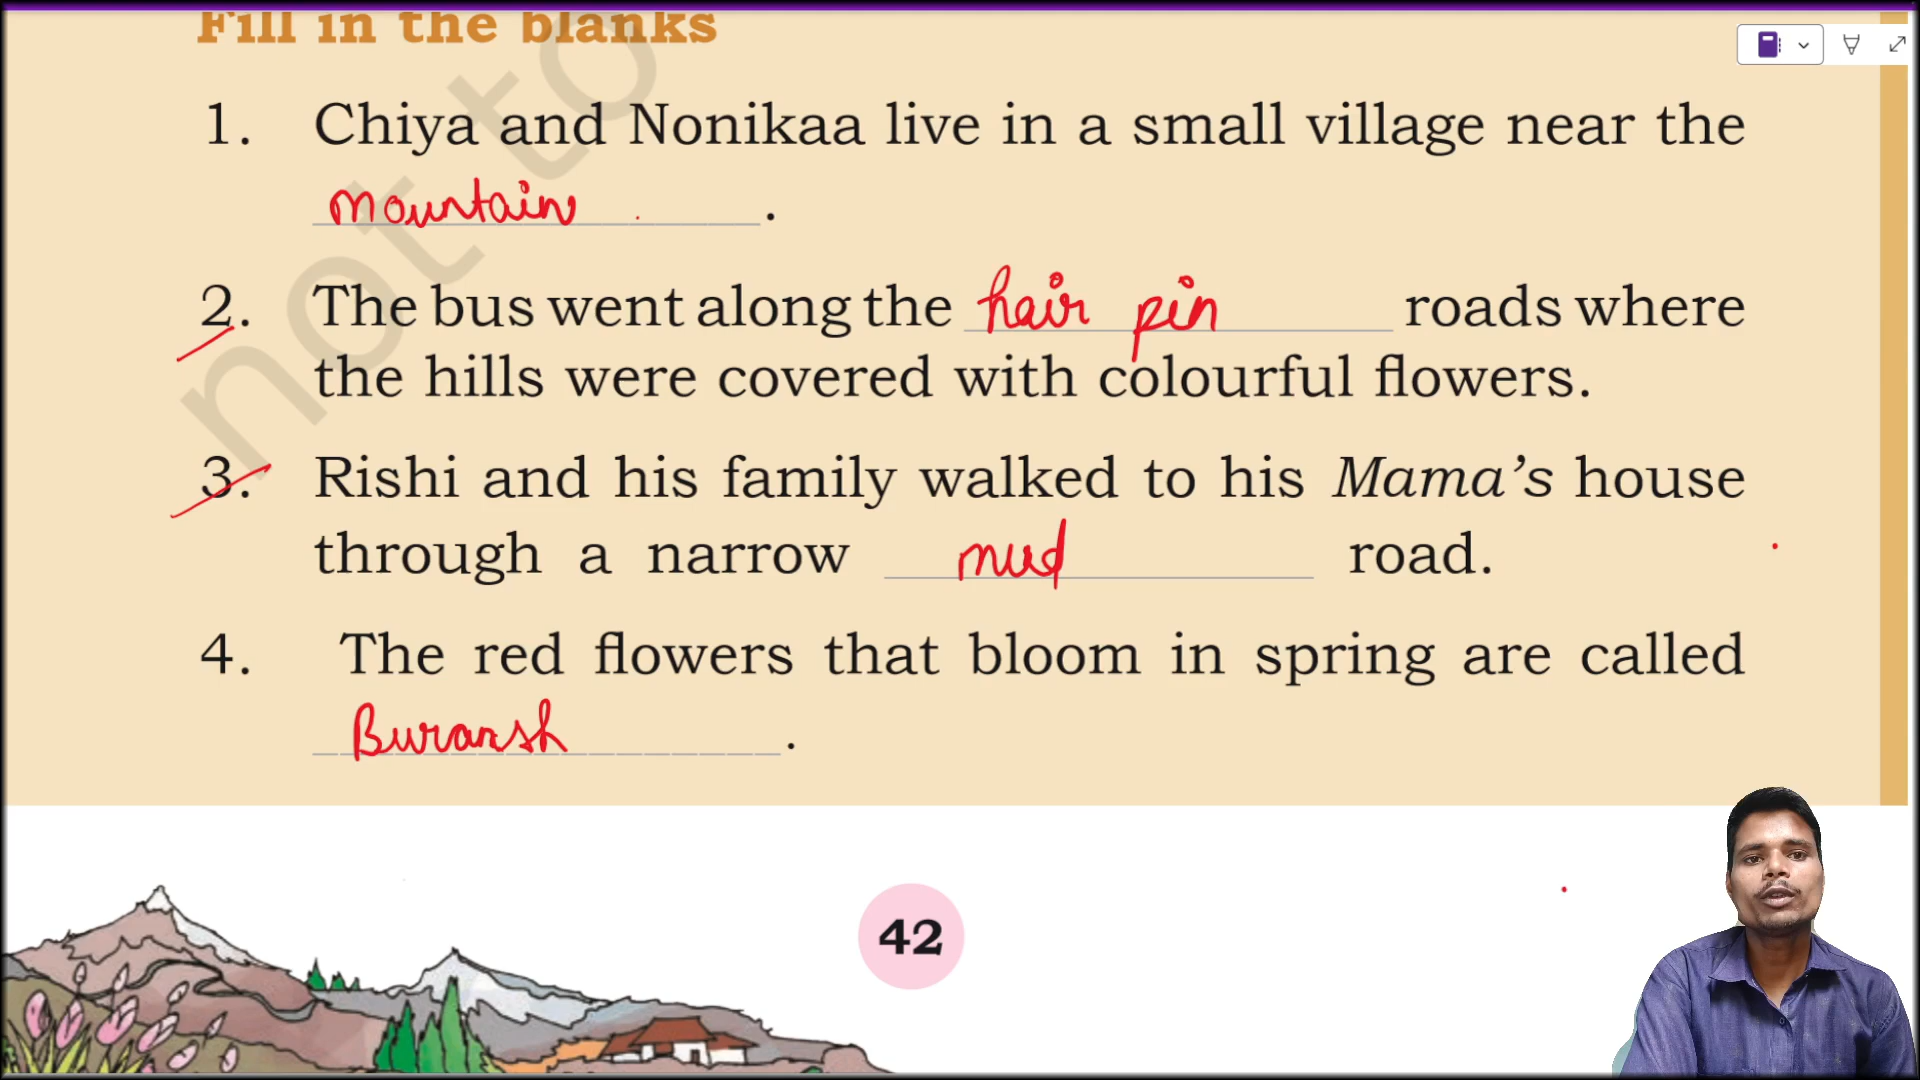 Fill in the blanks
1. Chiya and Nonikaa live in a small village near the
mountain .
2. The bus went along the hair pin roads where
the hills were covered with colourful flowers.
3. Rishi and his family walked to his Mama's house
through a narrow mud road.
4. The red flowers that bloom in spring are called
Buransh .
42
not to